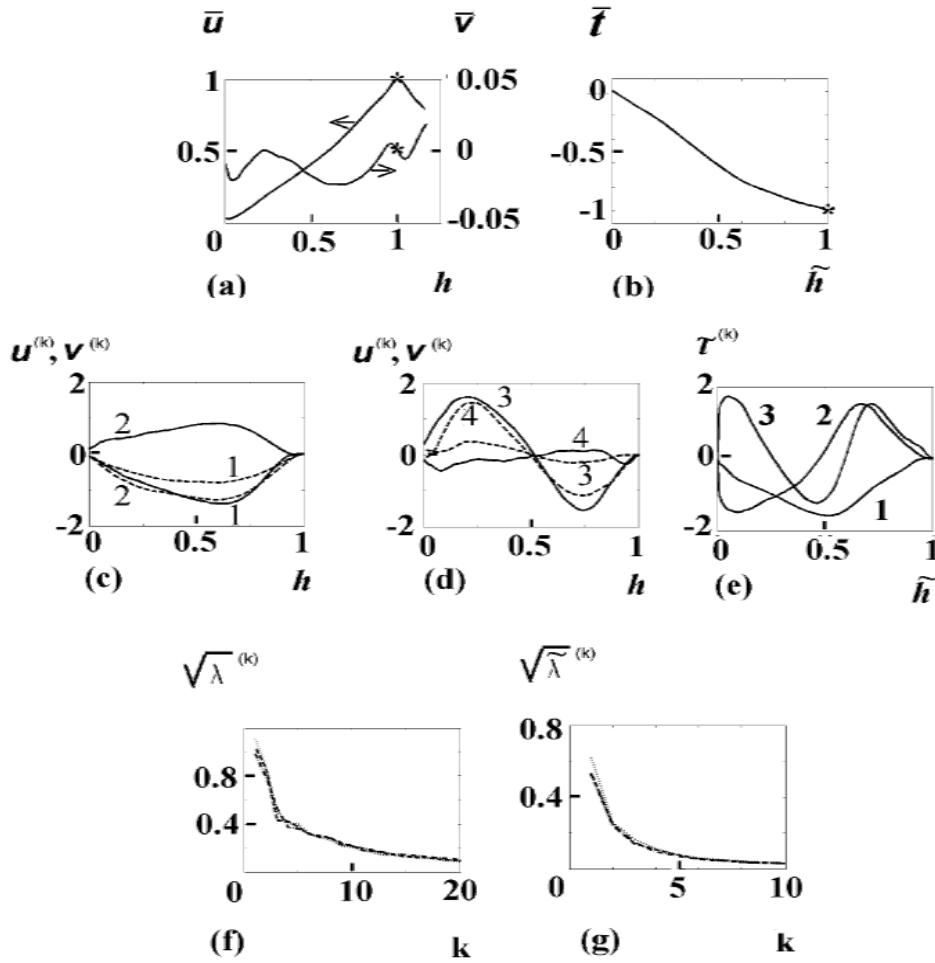 u̅ v̅ t̅
1 0.05 0
* *
0.5 0 -0.5
-0.05 -1 *
0 0.5 1 0 0.5 1
(a) h (b) h̃
u⁽ᵏ⁾, v⁽ᵏ⁾ u⁽ᵏ⁾, v⁽ᵏ⁾ τ⁽ᵏ⁾
2 2 2
2 3 4 4 3 2
0 0 0
1 2 1 3 1
-2 -2 -2
0 0.5 1 0 0.5 1 0 0.5 1
(c) h (d) h (e) h̃
√λ ⁽ᵏ⁾ √λ̃ ⁽ᵏ⁾
0.8 0.8
0.4 0.4
0 10 20 0 5 10
(f) k (g) k